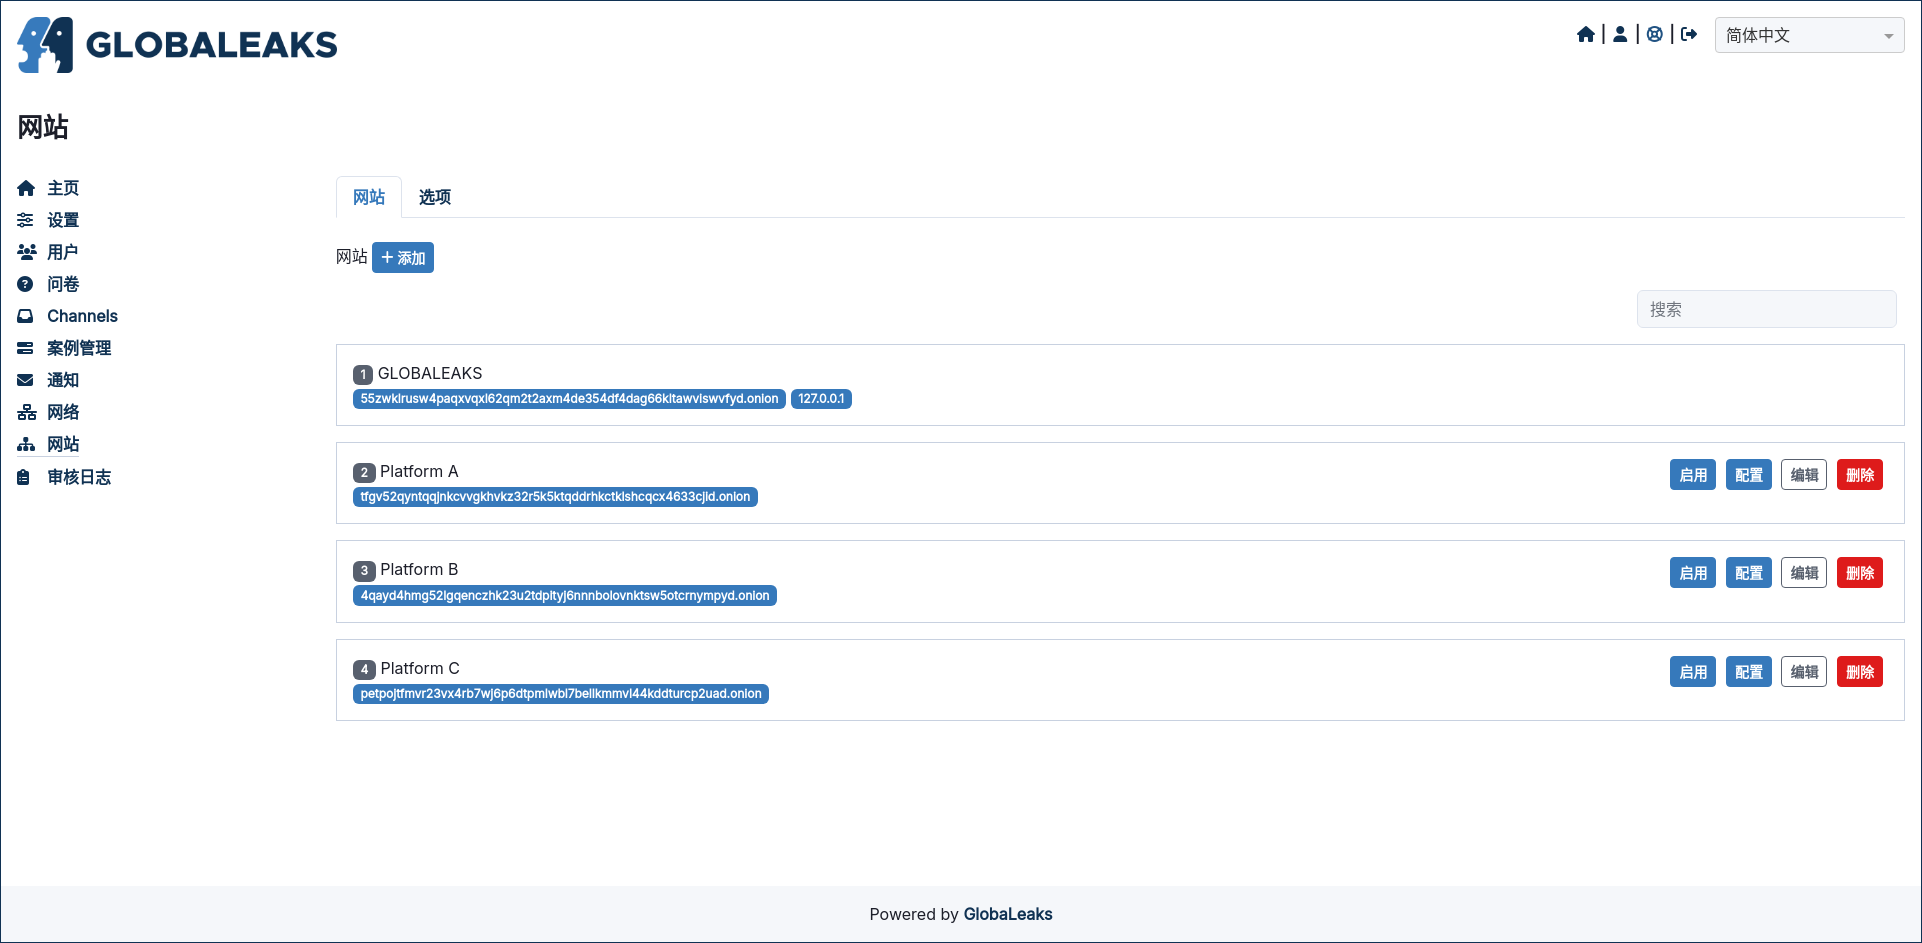 GLOBALEAKS
简体中文
网站
主页
设置
用户
问卷
Channels
案例管理
通知
网络
网站
审核日志
网站 选项
网站 添加
搜索
1 GLOBALEAKS
55zwklrusw4paqxvqxl62qm2t2axm4de354df4dag66kltawvlswvfyd.onion 127.0.0.1
2 Platform A 启用 配置 编辑 删除
tfgv52qyntqqjnkcvvgkhvkz32r5k5ktqddrhkctklshcqcx4633cjld.onion
3 Platform B 启用 配置 编辑 删除
4qayd4hmg52lgqenczhk23u2tdpltyj6nnnbolovnktsw5otcrnympyd.onion
4 Platform C 启用 配置 编辑 删除
petpojtfmvr23vx4rb7wj6p6dtpmlwbl7bellkmmvl44kddturcp2uad.onion
Powered by GlobaLeaks